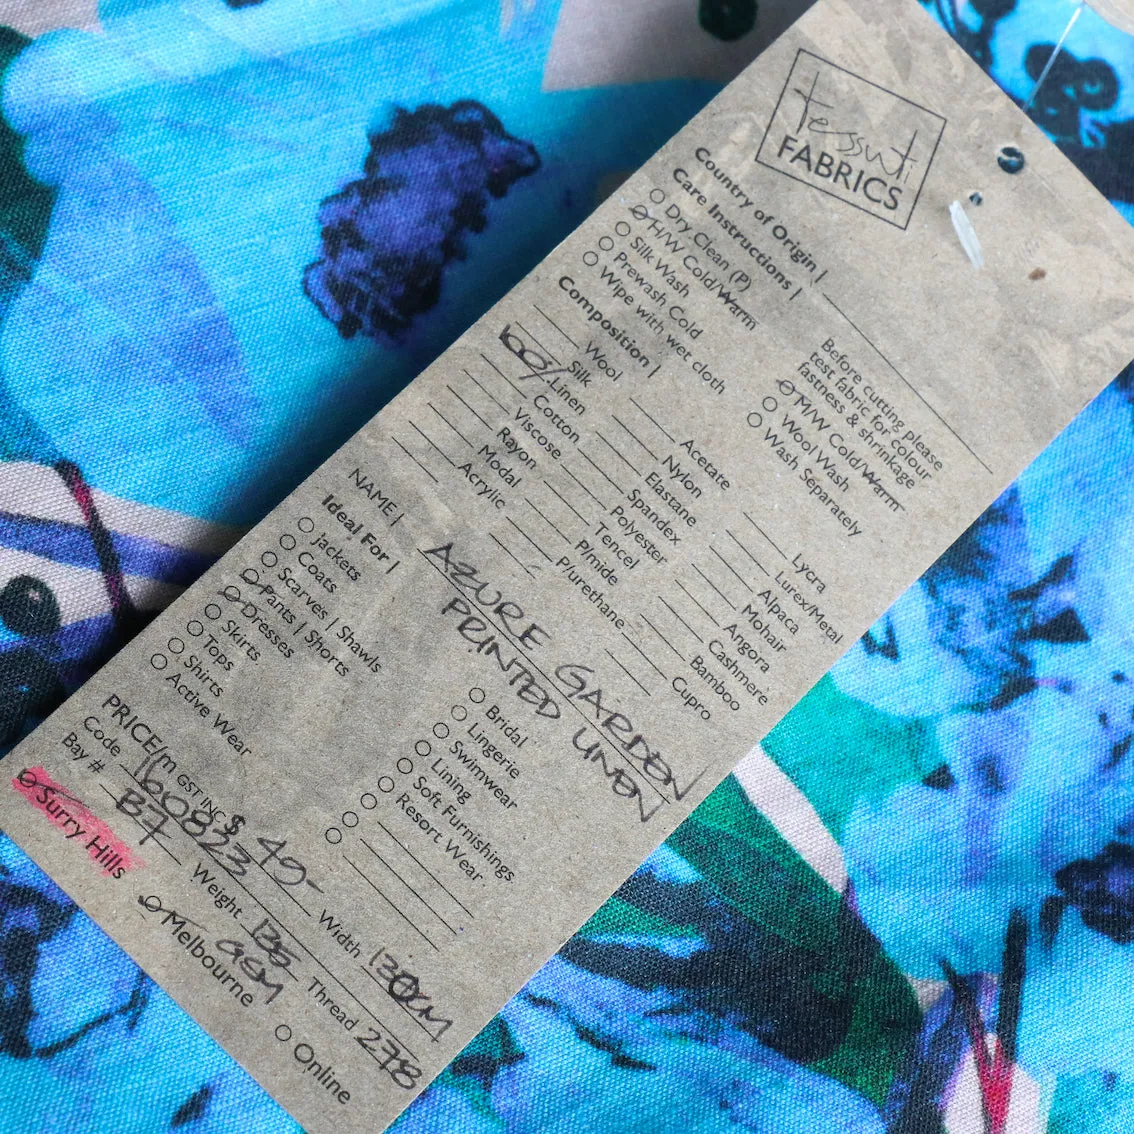 tessuti
FABRICS
Country of Origin |
Care Instructions |
Dry Clean (P)
H/W Cold/Warm
Silk Wash
Prewash Cold
Wipe with wet cloth
Before cutting please
test fabric for colour
fastness & shrinkage
M/W Cold/Warm
Wool Wash
Wash Separately
Composition |
Wool
Silk
100% Linen
Cotton
Viscose
Rayon
Modal
Acrylic
Acetate
Nylon
Elastane
Spandex
Polyester
Tencel
P/mide
P/urethane
Lycra
Lurex/Metal
Alpaca
Mohair
Angora
Cashmere
Bamboo
Cupro
NAME | AZURE GARDEN
PRINTED LINEN
Ideal For |
Jackets
Coats
Scarves | Shawls
Pants | Shorts
Dresses
Skirts
Tops
Shirts
Active Wear
Bridal
Lingerie
Swimwear
Lining
Soft Furnishings
Resort Wear
PRICE/m GST INC $ 49-
Code 160823 Width 130CM
Bay # B7 Weight 185 GSM Thread 278
Surry Hills
Melbourne
Online